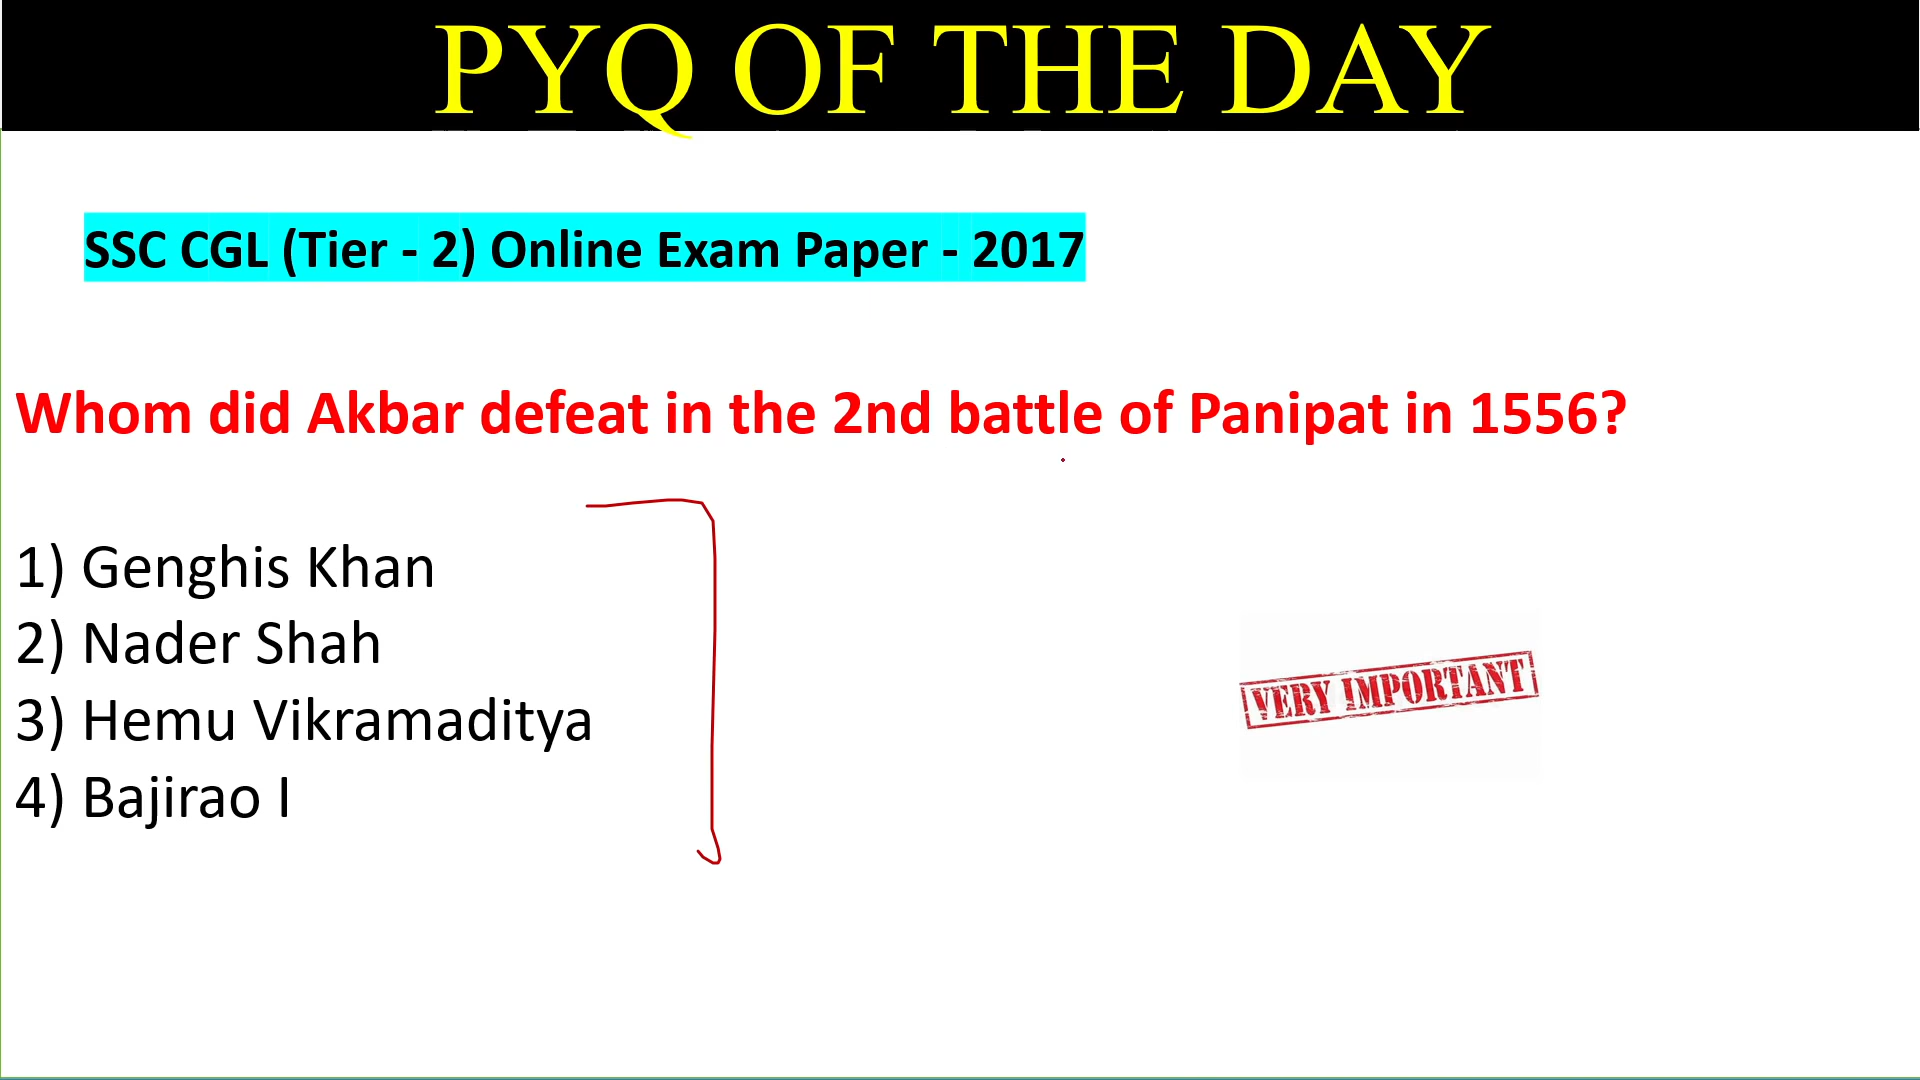 PYQ OF THE DAY
SSC CGL (Tier - 2) Online Exam Paper - 2017
Whom did Akbar defeat in the 2nd battle of Panipat in 1556?
1) Genghis Khan
2) Nader Shah
3) Hemu Vikramaditya
4) Bajirao I
VERY IMPORTANT